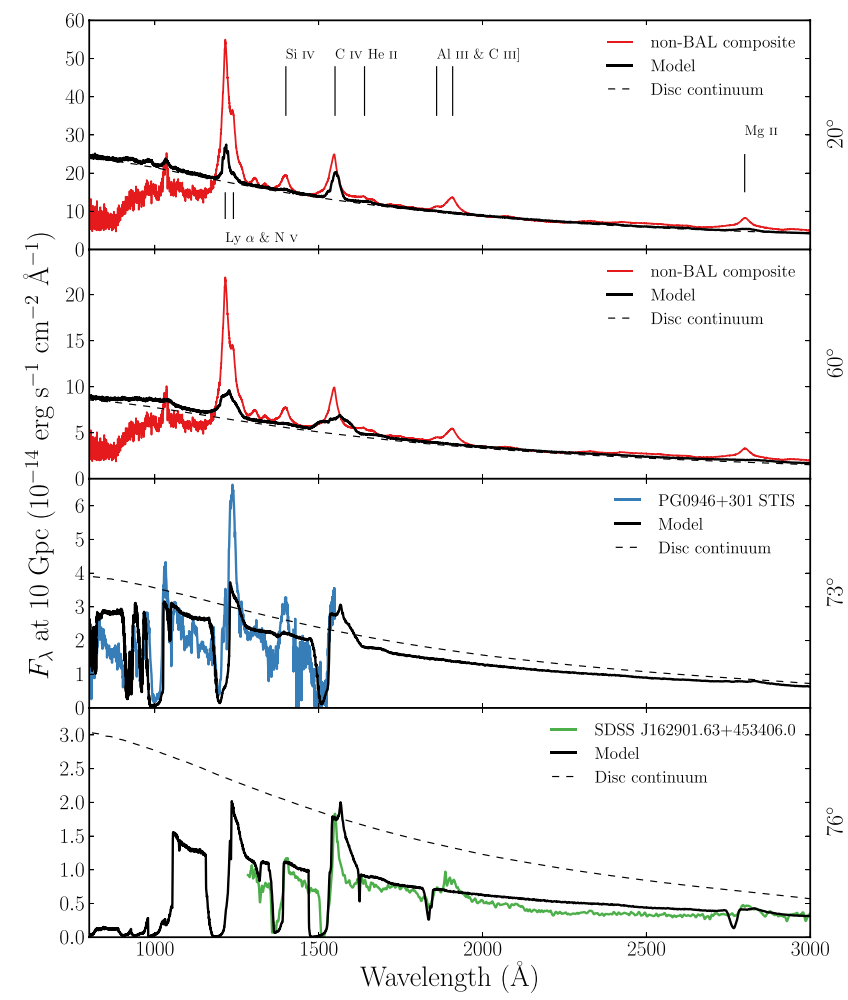 60
50
40
30
20
10
0
Si IV
C IV He II
Al III & C III]
Mg II
Ly α & N V
non-BAL composite
Model
Disc continuum
20°
20
15
10
5
0
non-BAL composite
Model
Disc continuum
60°
6
5
4
3
2
1
0
PG0946+301 STIS
Model
Disc continuum
73°
3.0
2.5
2.0
1.5
1.0
0.5
0.0
SDSS J162901.63+453406.0
Model
Disc continuum
76°
1000
1500
2000
2500
3000
Wavelength (Å)
F_λ at 10 Gpc (10⁻¹⁴ erg s⁻¹ cm⁻² Å⁻¹)